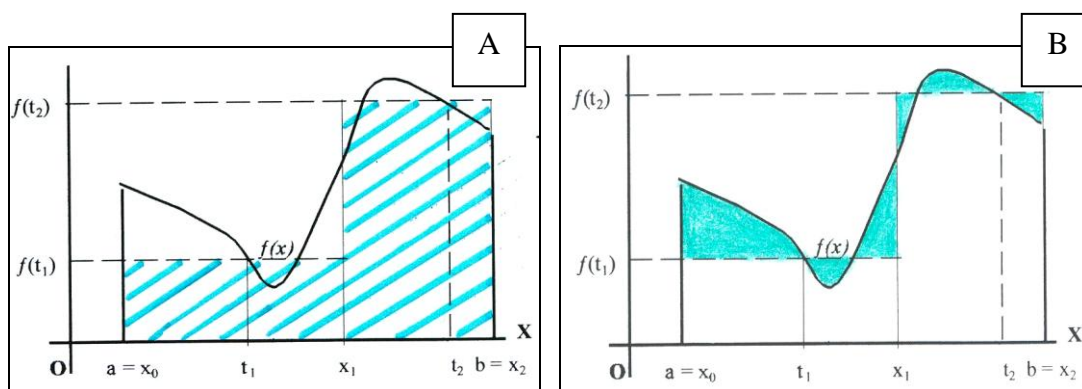 A
f(t₂)
f(t₁)
f(x)
X
O
a = x₀
t₁
x₁
t₂
b = x₂
B
f(t₂)
f(t₁)
f(x)
X
O
a = x₀
t₁
x₁
t₂
b = x₂